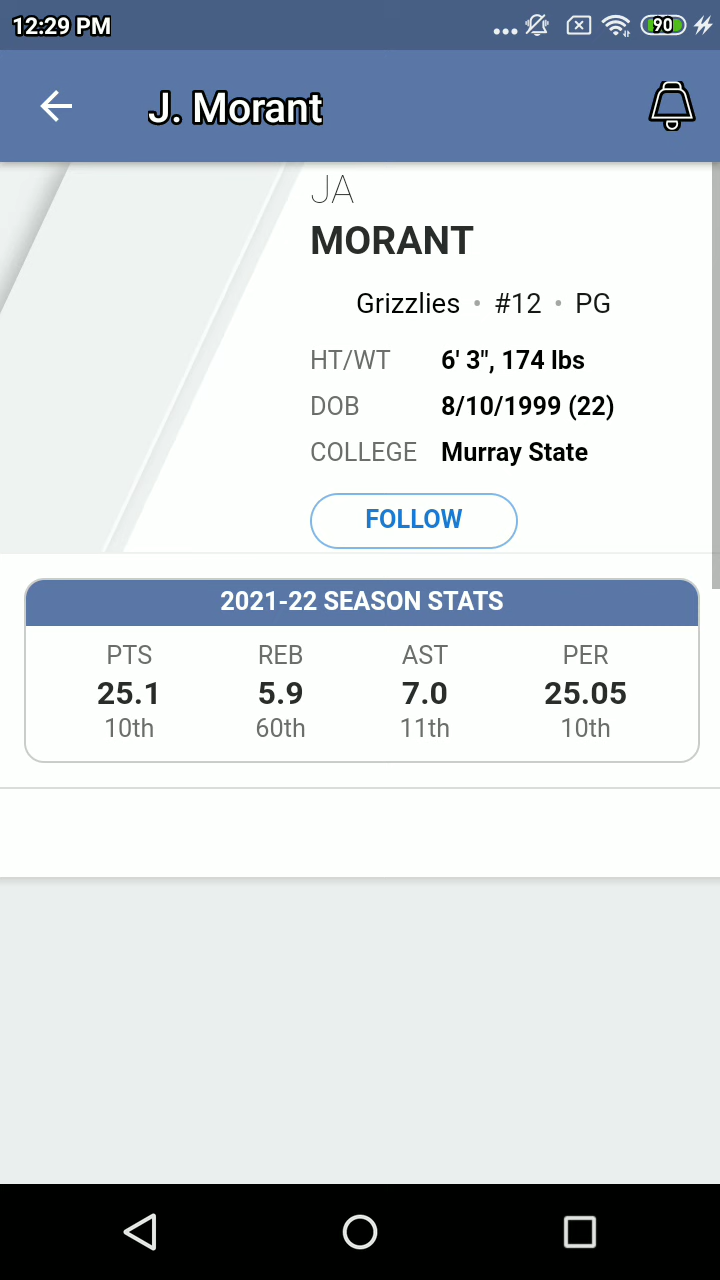 12:29 PM 90
J. Morant
JA
MORANT
Grizzlies • #12 • PG
HT/WT 6' 3", 174 lbs
DOB 8/10/1999 (22)
COLLEGE Murray State
FOLLOW
2021-22 SEASON STATS
PTS REB AST PER
25.1 5.9 7.0 25.05
10th 60th 11th 10th